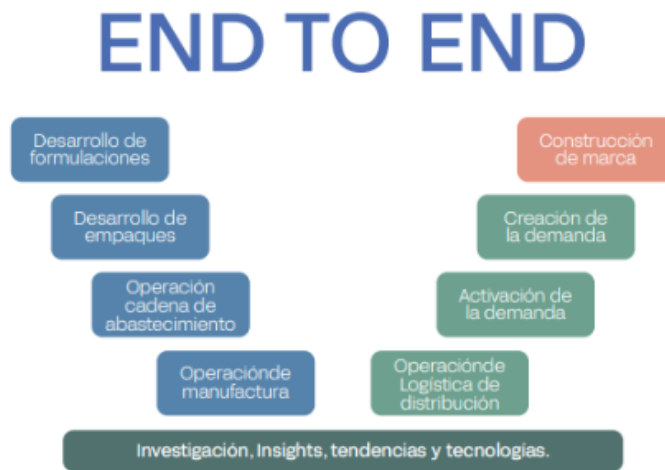 END TO END
Desarrollo de
formulaciones
Construcción
de marca
Desarrollo de
empaques
Creación de
la demanda
Operación
cadena de
abastecimiento
Activación de
la demanda
Operaciónde
manufactura
Operaciónde
Logística de
distribución
Investigación, Insights, tendencias y tecnologías.